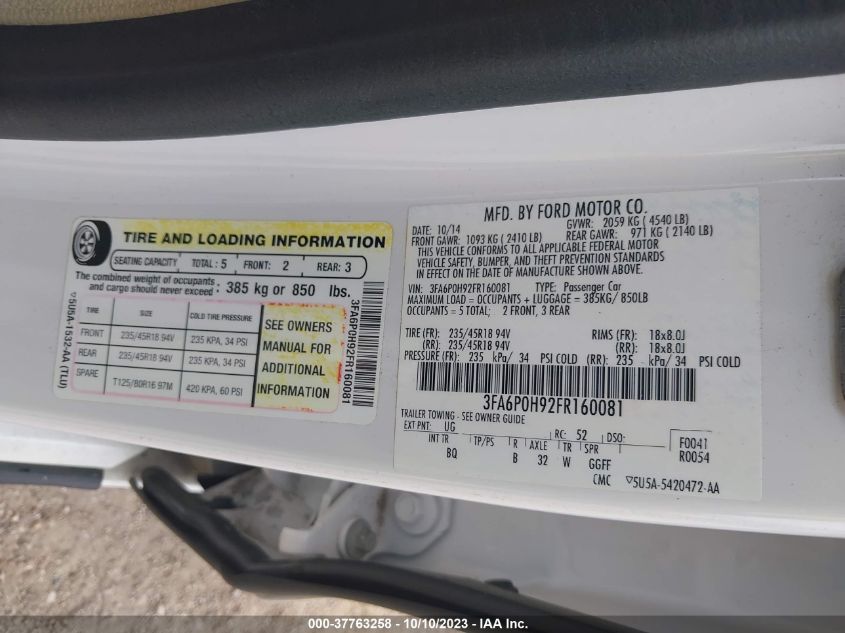 TIRE AND LOADING INFORMATION
SEATING CAPACITY TOTAL : 5 FRONT: 2 REAR: 3
The combined weight of occupants and cargo should never exceed : 385 kg or 850 lbs.
TIRE SIZE COLD TIRE PRESSURE
FRONT 235/45R18 94V 235 KPA, 34 PSI
REAR 235/45R18 94V 235 KPA, 34 PSI
SPARE T125/80R16 97M 420 KPA, 60 PSI
SEE OWNERS
MANUAL FOR
ADDITIONAL
INFORMATION
5U5A-1532-AA (TLU)
3FA6P0H92FR160081
MFD. BY FORD MOTOR CO.
DATE: 10/14 GVWR: 2059 KG ( 4540 LB)
FRONT GAWR: 1093 KG ( 2410 LB) REAR GAWR: 971 KG ( 2140 LB)
THIS VEHICLE CONFORMS TO ALL APPLICABLE FEDERAL MOTOR
VEHICLE SAFETY, BUMPER, AND THEFT PREVENTION STANDARDS
IN EFFECT ON THE DATE OF MANUFACTURE SHOWN ABOVE.
VIN: 3FA6P0H92FR160081 TYPE: Passenger Car
MAXIMUM LOAD = OCCUPANTS + LUGGAGE = 385KG/850LB
OCCUPANTS = 5 TOTAL: 2 FRONT, 3 REAR
TIRE (FR): 235/45R18 94V RIMS (FR): 18x8.0J
(RR): 235/45R18 94V (RR): 18x8.0J
PRESSURE (FR): 235 kPa/ 34 PSI COLD (RR): 235 kPa/ 34 PSI COLD
3FA6P0H92FR160081
TRAILER TOWING - SEE OWNER GUIDE
EXT PNT: UG RC: 52 DSO: F0041
R0054
INT TR TP/PS R AXLE TR SPR
BQ B 32 W GGFF
CMC 5U5A-5420472-AA
000-37763258 - 10/10/2023 - © IAA, Inc.